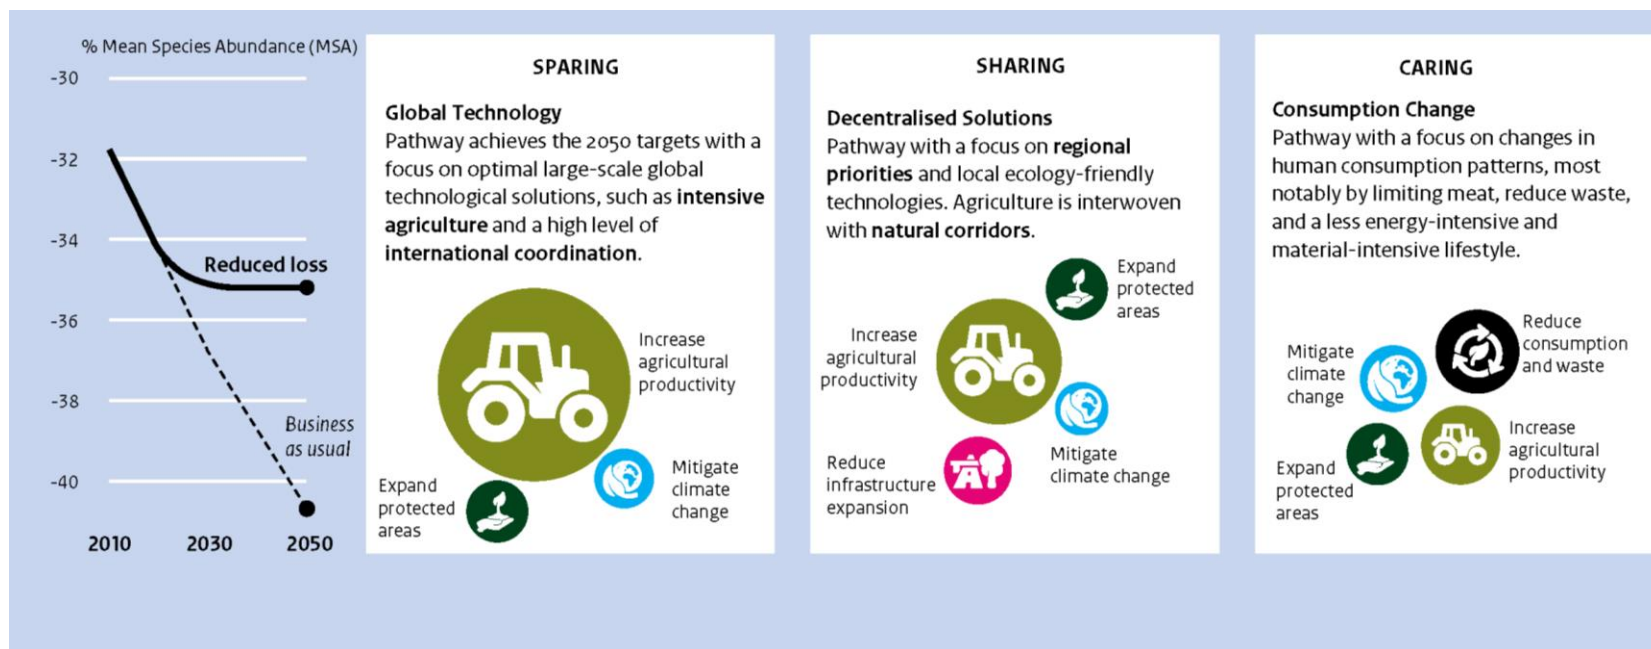 % Mean Species Abundance (MSA)
-30
-32
-34
-36
-38
-40
Reduced loss
Business
as usual
2010
2030
2050
SPARING
Global Technology
Pathway achieves the 2050 targets with a
focus on optimal large-scale global
technological solutions, such as intensive
agriculture and a high level of
international coordination.
Increase
agricultural
productivity
Mitigate
climate
change
Expand
protected
areas
SHARING
Decentralised Solutions
Pathway with a focus on regional
priorities and local ecology-friendly
technologies. Agriculture is interwoven
with natural corridors.
Expand
protected
areas
Increase
agricultural
productivity
Mitigate
climate change
Reduce
infrastructure
expansion
CARING
Consumption Change
Pathway with a focus on changes in
human consumption patterns, most
notably by limiting meat, reduce waste,
and a less energy-intensive and
material-intensive lifestyle.
Reduce
consumption
and waste
Mitigate
climate
change
Increase
agricultural
productivity
Expand
protected
areas